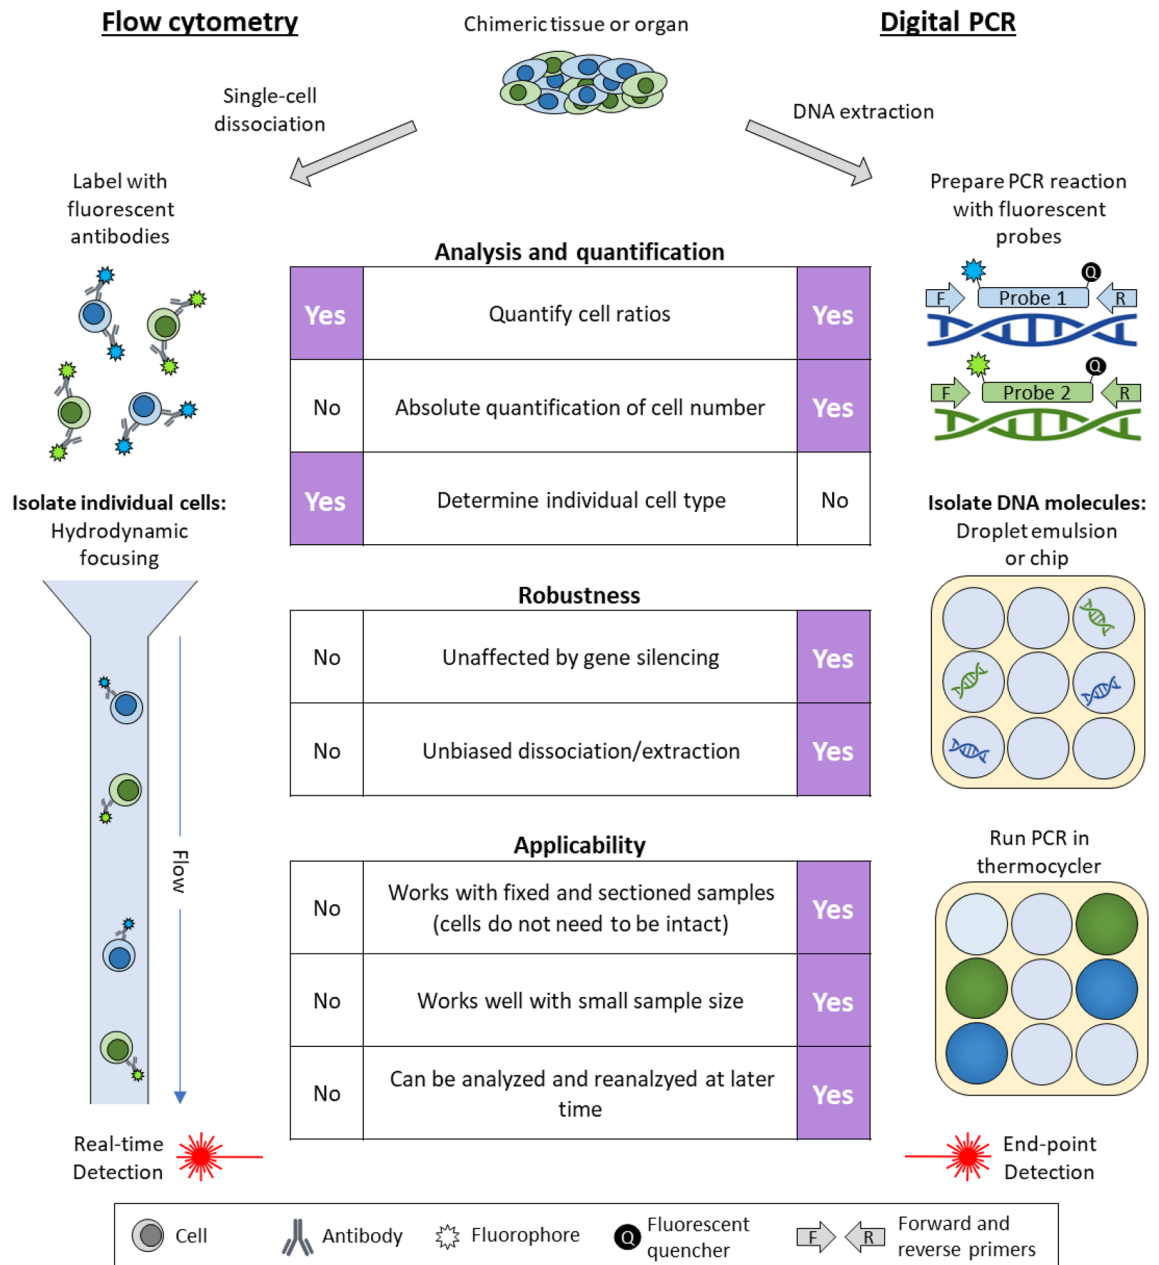 Flow cytometry
Chimeric tissue or organ
Digital PCR
Single-cell
dissociation
DNA extraction
Label with
fluorescent
antibodies
Prepare PCR reaction
with fluorescent
probes
Analysis and quantification
Yes
Quantify cell ratios
Yes
No
Absolute quantification of cell number
Yes
Yes
Determine individual cell type
No
Q
F
Probe 1
R
Q
F
Probe 2
R
Isolate individual cells:
Hydrodynamic
focusing
Isolate DNA molecules:
Droplet emulsion
or chip
Robustness
No
Unaffected by gene silencing
Yes
No
Unbiased dissociation/extraction
Yes
Flow
Applicability
No
Works with fixed and sectioned samples
(cells do not need to be intact)
Yes
No
Works well with small sample size
Yes
No
Can be analyzed and reanalzyed at later
time
Yes
Run PCR in
thermocycler
Real-time
Detection
End-point
Detection
Cell
Antibody
Fluorophore
Q
Fluorescent
quencher
F
R
Forward and
reverse primers